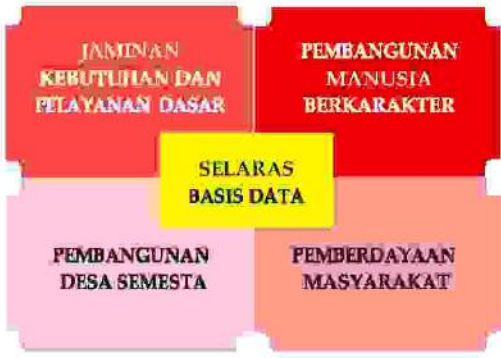 JAMINAN
KEBUTUHAN DAN
PELAYANAN DASAR
PEMBANGUNAN
MANUSIA
BERKARAKTER
SELARAS
BASIS DATA
PEMBANGUNAN
DESA SEMESTA
PEMBERDAYAAN
MASYARAKAT